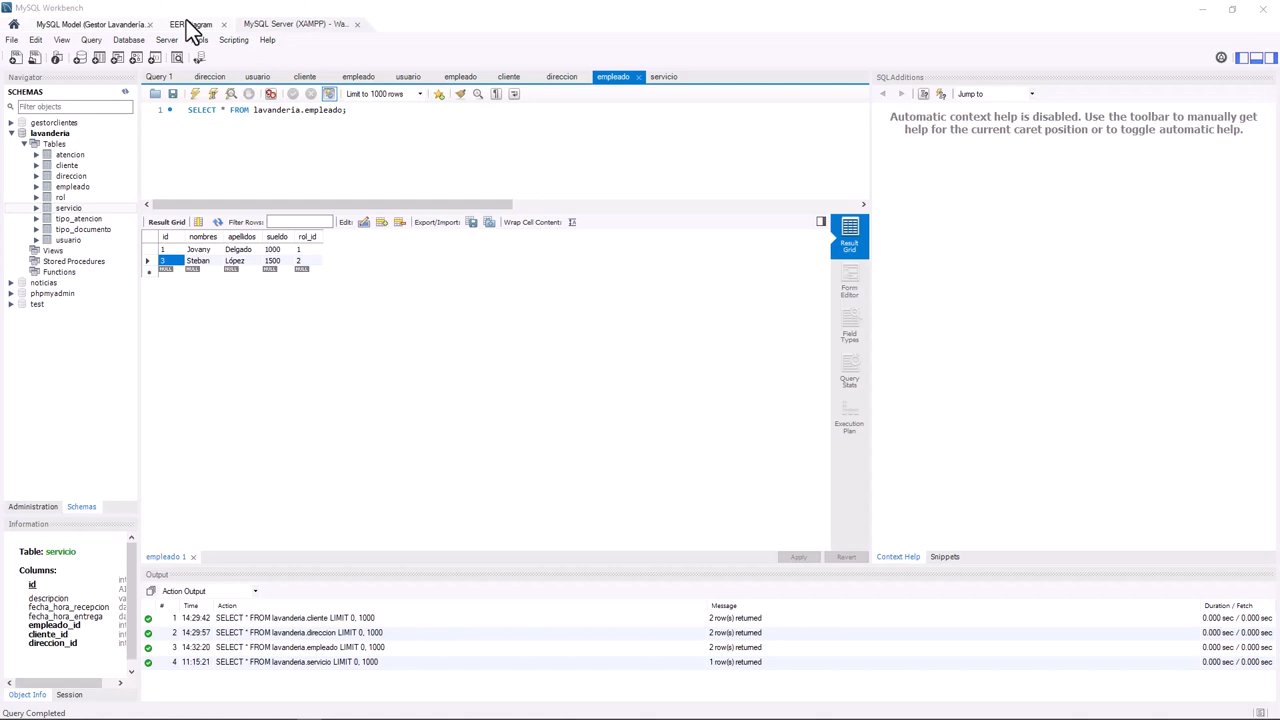 MySQL Workbench
MySQL Model (Gestor Lavandería.
MySQL Server (XAMPP) - Wa...
File Edit View Query Database Server Scripting Help
Navigator
SCHEMAS
Filter objects
gestorclientes
lavanderia
Tables
atencion
cliente
direccion
empleado
rol
servicio
tipo_atencion
tipo_documento
usuario
Views
Stored Procedures
Functions
noticias
phpmyadmin
test
Administration Schemas
Information
Table: servicio
Columns:
id
descripcion
fecha_hora_recepcion
fecha_hora_entrega
empleado_id
cliente_id
direccion_id
Object Info Session
Query Completed
Query 1 direccion usuario cliente empleado usuario empleado cliente direccion empleado servicio
Limit to 1000 rows
1 SELECT * FROM lavanderia.empleado;
Result Grid Filter Rows: Edit: Export/Import: Wrap Cell Content:
id nombres apellidos sueldo rol_id
1 Jovany Delgado 1000 1
3 Steban López 1500 2
NULL NULL NULL NULL NULL
Result Grid
Form Editor
Field Types
Query Stats
Execution Plan
empleado 1
Apply Revert
SQLAdditions
Jump to
Automatic context help is disabled. Use the toolbar to manually get
help for the current caret position or to toggle automatic help.
Context Help Snippets
Output
Action Output
# Time Action Message Duration / Fetch
1 14:29:42 SELECT * FROM lavanderia.cliente LIMIT 0, 1000 2 row(s) returned 0.000 sec / 0.000 sec
2 14:29:57 SELECT * FROM lavanderia.direccion LIMIT 0, 1000 2 row(s) returned 0.000 sec / 0.000 sec
3 14:32:20 SELECT * FROM lavanderia.empleado LIMIT 0, 1000 2 row(s) returned 0.000 sec / 0.000 sec
4 11:15:21 SELECT * FROM lavanderia.servicio LIMIT 0, 1000 1 row(s) returned 0.000 sec / 0.000 sec